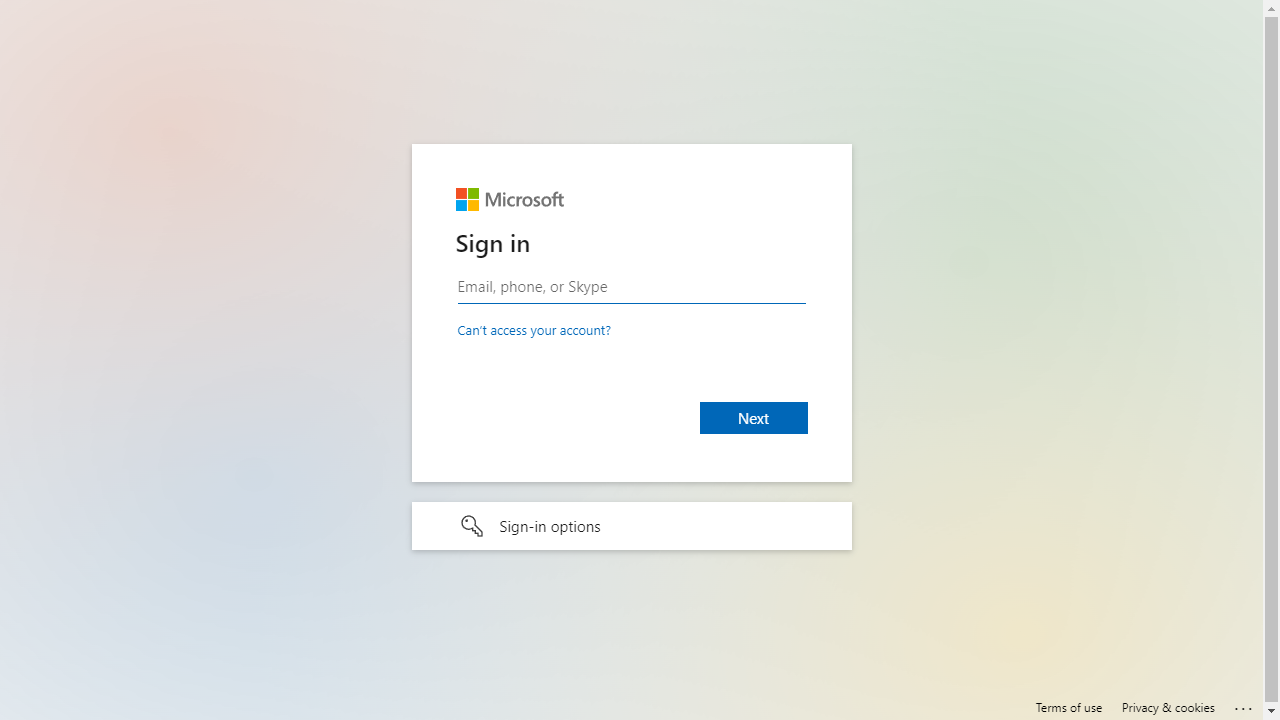 Microsoft
Sign in
Email, phone, or Skype
Can't access your account?
Next
Sign-in options
Terms of use Privacy & cookies ...